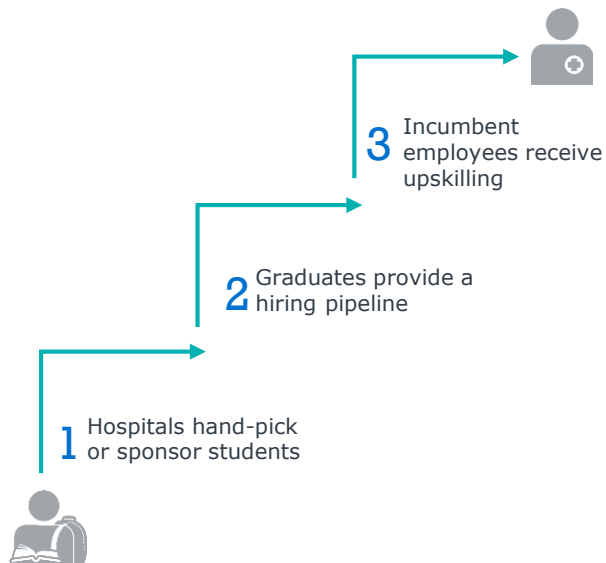 3 Incumbent
employees receive
upskilling
2 Graduates provide a
hiring pipeline
1 Hospitals hand-pick
or sponsor students